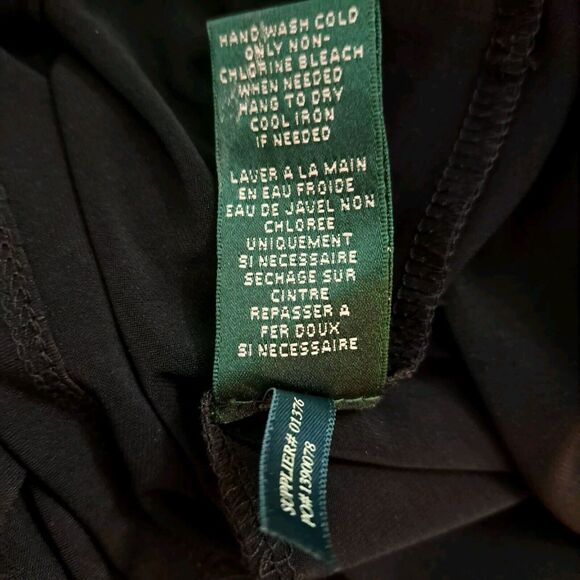 HAND WASH COLD
ONLY NON-
CHLORINE BLEACH
WHEN NEEDED
HANG TO DRY
COOL IRON
IF NEEDED
LAVER A LA MAIN
EN EAU FROIDE
EAU DE JAVEL NON
CHLOREE
UNIQUEMENT
SI NECESSAIRE
SECHAGE SUR
CINTRE
REPASSER A
FER DOUX
SI NECESSAIRE
SUPPLIER# 01376
PO# 1390078